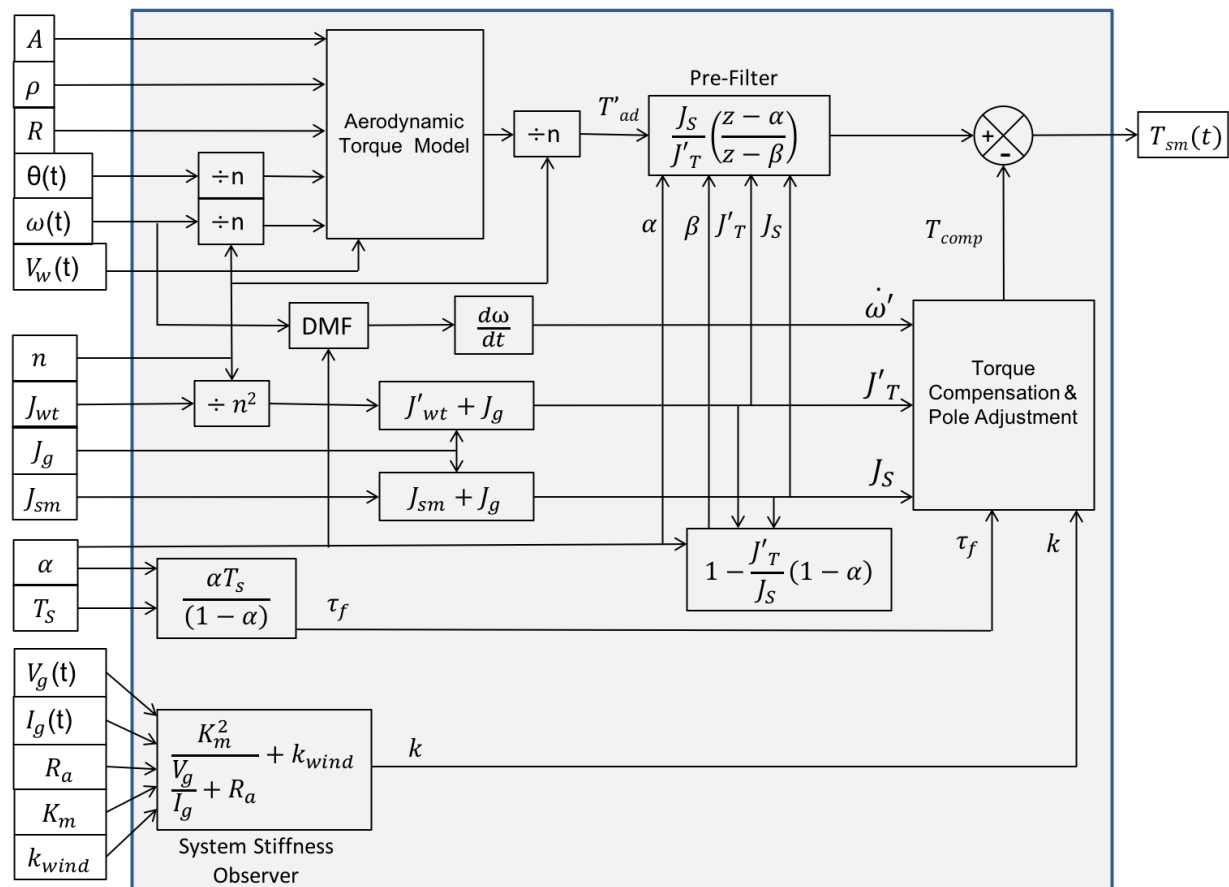 A
ρ
R
θ(t)
ω(t)
V_w(t)
n
J_wt
J_g
J_sm
α
T_S
V_g(t)
I_g(t)
R_a
K_m
k_wind
÷n
÷n
Aerodynamic
Torque Model
÷n
T'_ad
Pre-Filter
J_S/J'_T ((z − α)/(z − β))
+
-
T_sm(t)
α
β
J'_T
J_S
T_comp
DMF
dω/dt
ω̇'
÷ n²
J'_wt + J_g
J'_T
Torque
Compensation &
Pole Adjustment
J_sm + J_g
J_S
1 − J'_T/J_S (1 − α)
τ_f
k
αT_s/(1 − α)
τ_f
K_m²/(V_g/I_g + R_a) + k_wind
k
System Stiffness
Observer